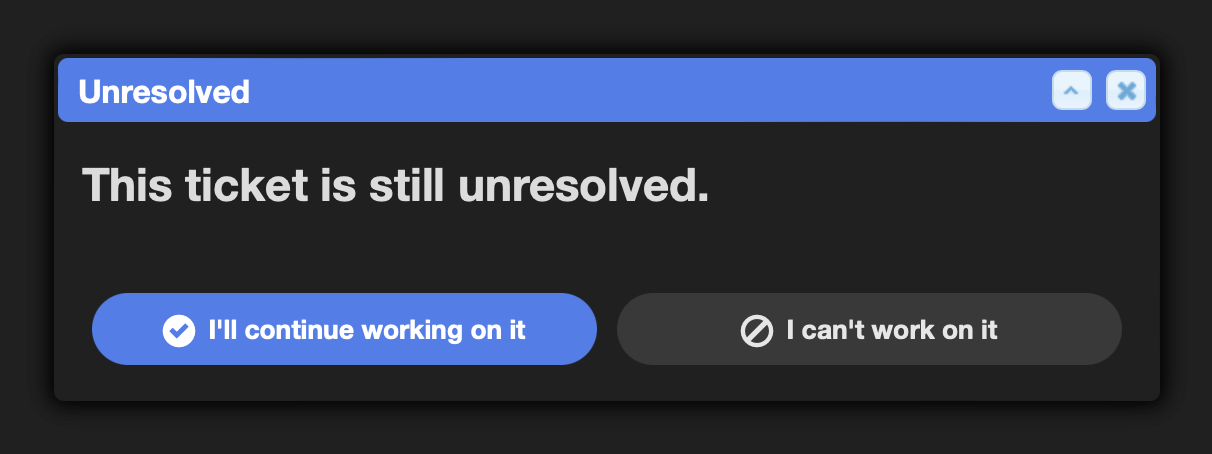 Unresolved
This ticket is still unresolved.
I'll continue working on it
I can't work on it